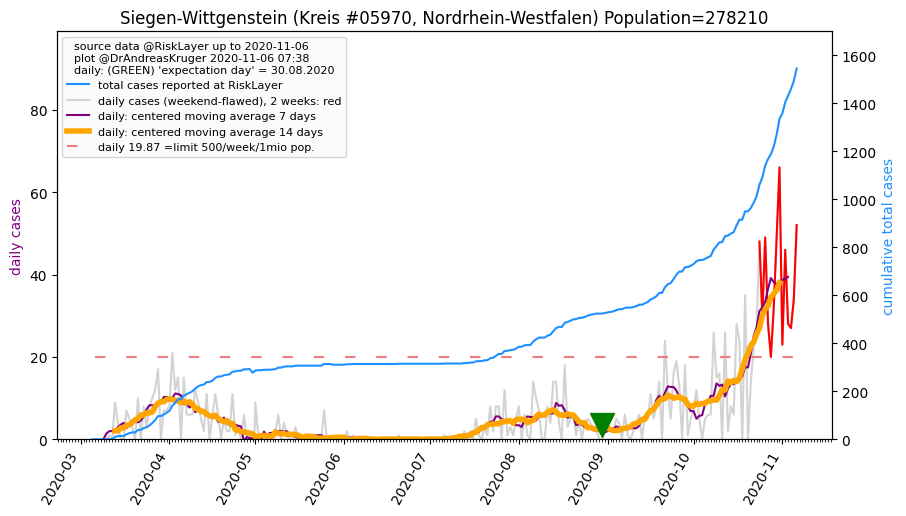 Siegen-Wittgenstein (Kreis #05970, Nordrhein-Westfalen) Population=278210
source data @RiskLayer up to 2020-11-06
plot @DrAndreasKruger 2020-11-06 07:38
daily: (GREEN) 'expectation day' = 30.08.2020
total cases reported at RiskLayer
daily cases (weekend-flawed), 2 weeks: red
daily: centered moving average 7 days
daily: centered moving average 14 days
daily 19.87 =limit 500/week/1mio pop.
daily cases
80
60
40
20
0
cumulative total cases
1600
1400
1200
1000
800
600
400
200
0
2020-03
2020-04
2020-05
2020-06
2020-07
2020-08
2020-09
2020-10
2020-11